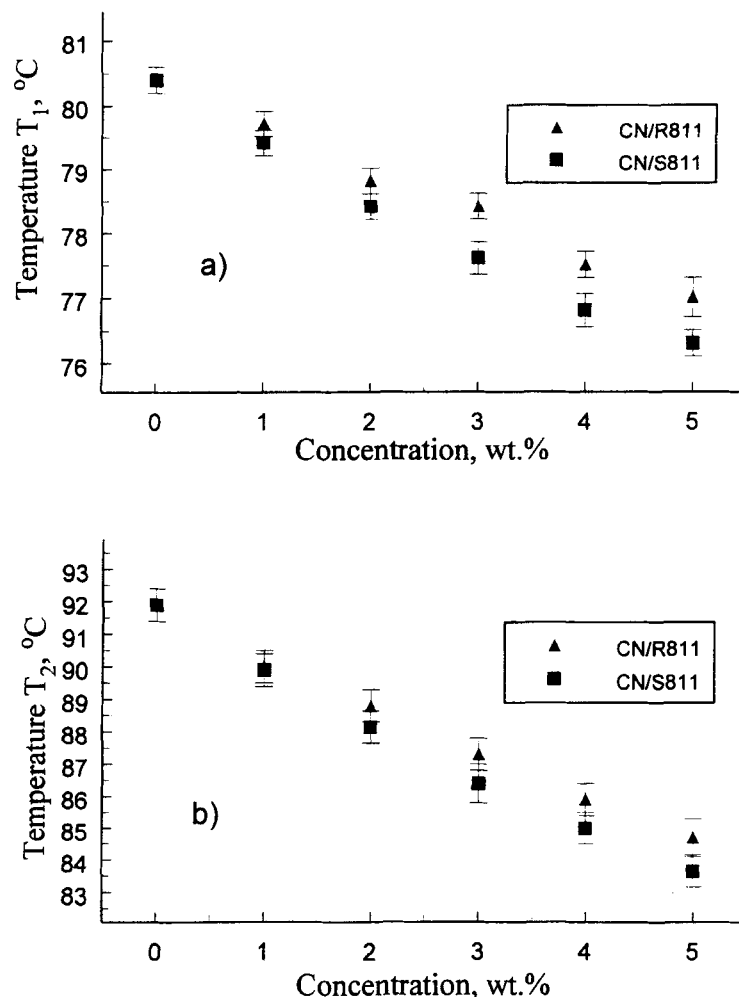 81
80
79
78
77
76
Temperature T₁, °C
▲ CN/R811
■ CN/S811
a)
0 1 2 3 4 5
Concentration, wt.%
93
92
91
90
89
88
87
86
85
84
83
Temperature T₂, °C
▲ CN/R811
■ CN/S811
b)
0 1 2 3 4 5
Concentration, wt.%